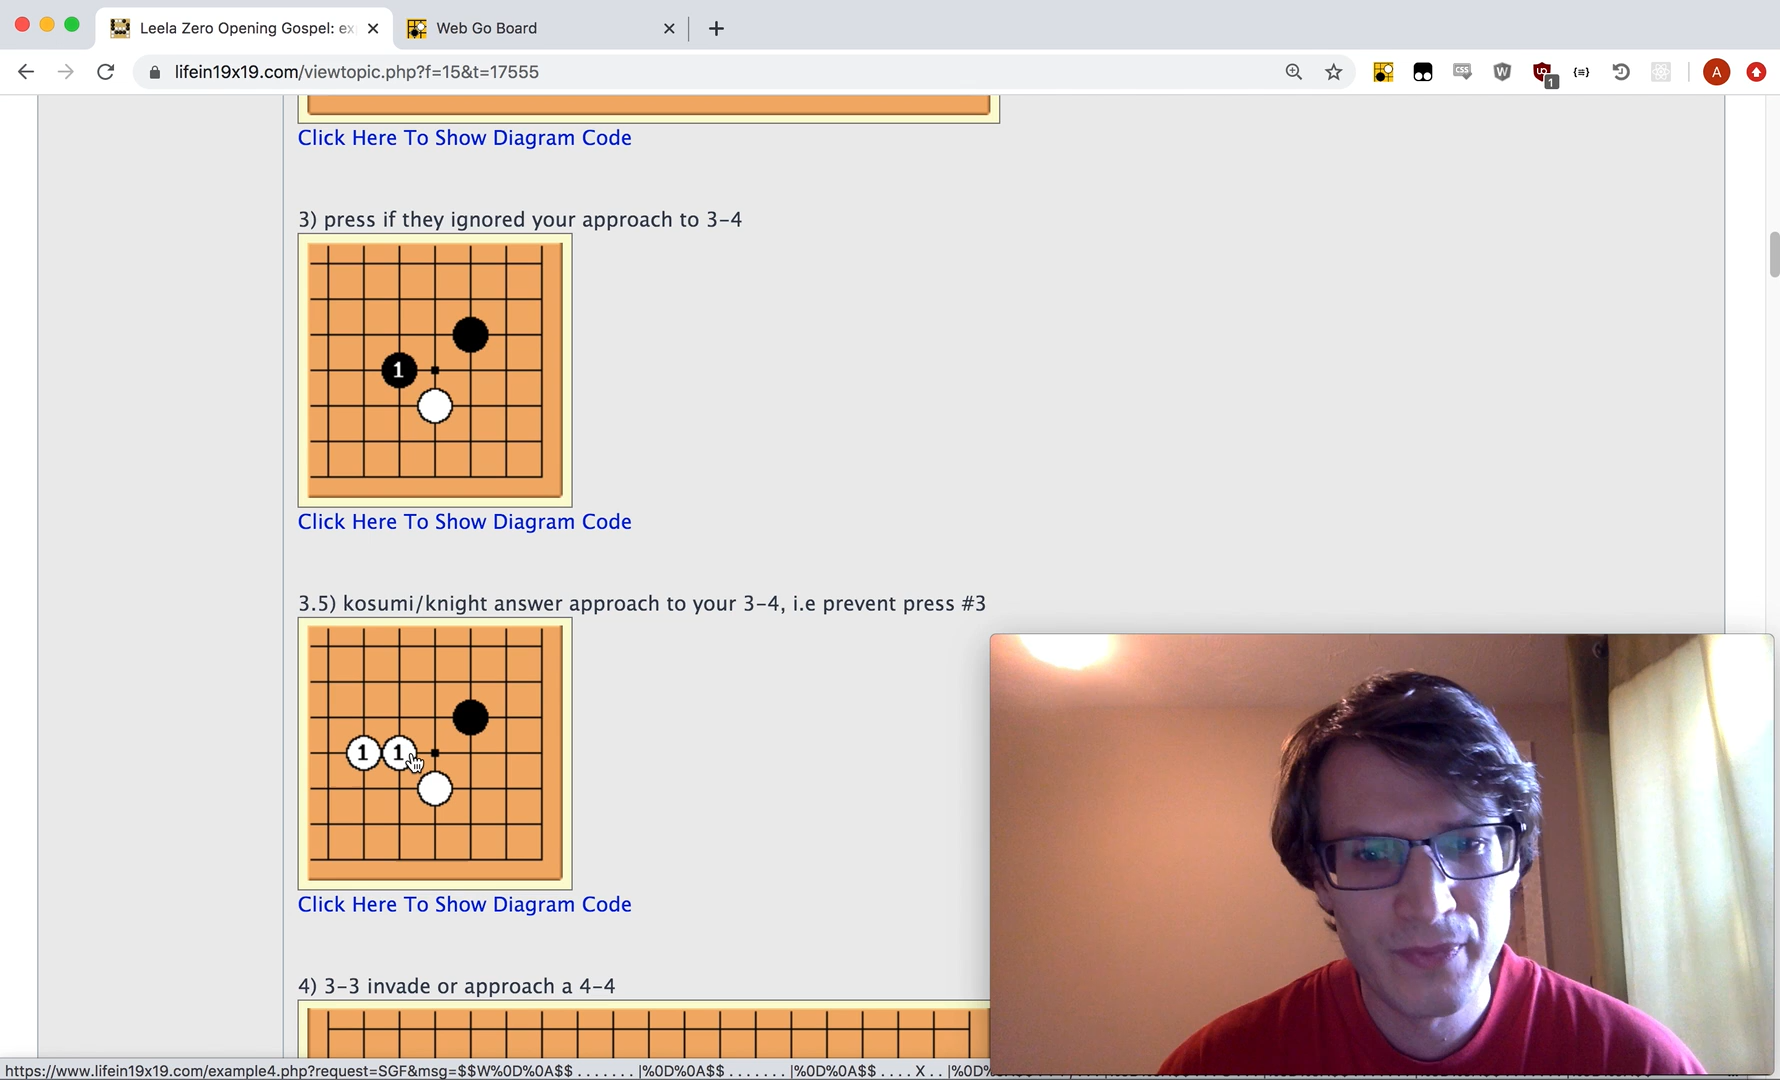 Leela Zero Opening Gospel: ex
Web Go Board
lifein19x19.com/viewtopic.php?f=15&t=17555
CSS
W
1
{≡}
A
Click Here To Show Diagram Code
3) press if they ignored your approach to 3-4
1
Click Here To Show Diagram Code
3.5) kosumi/knight answer approach to your 3-4, i.e prevent press #3
1 1
Click Here To Show Diagram Code
4) 3-3 invade or approach a 4-4
https://www.lifein19x19.com/example4.php?request=SGF&msg=$$W%0D%0A$$ . . . . . . . |%0D%0A$$ . . . . . . . |%0D%0A$$ . . . . X . . |%0D%